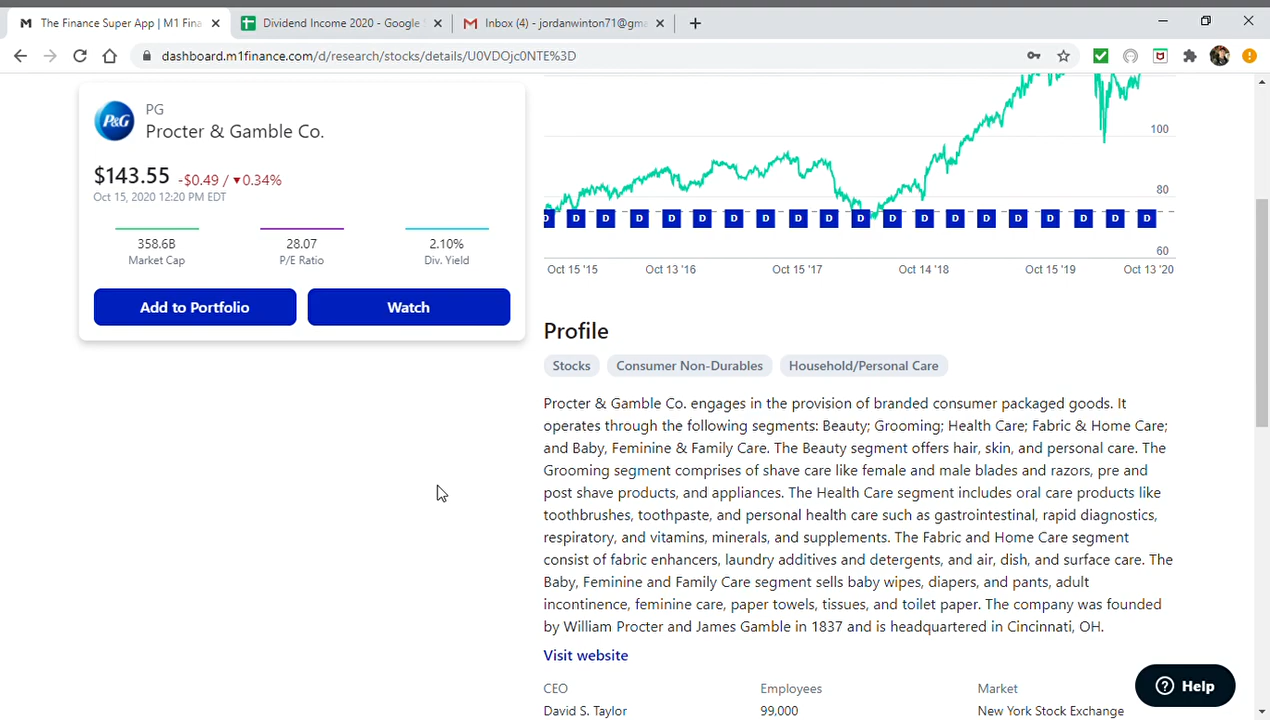 The Finance Super App | M1 Fina
Dividend Income 2020 - Google
Inbox (4) - jordanwinton71@gma
dashboard.m1finance.com/d/research/stocks/details/U0VDOjc0NTE%3D
P&G
PG
Procter & Gamble Co.
$143.55 -$0.49 / ▼0.34%
Oct 15, 2020 12:20 PM EDT
358.6B
Market Cap
28.07
P/E Ratio
2.10%
Div. Yield
Add to Portfolio
Watch
100
80
D D D D D D D D D D D D D D D D D D D D
60
Oct 15 '15 Oct 13 '16 Oct 15 '17 Oct 14 '18 Oct 15 '19 Oct 13 '20
Profile
Stocks Consumer Non-Durables Household/Personal Care
Procter & Gamble Co. engages in the provision of branded consumer packaged goods. It
operates through the following segments: Beauty; Grooming; Health Care; Fabric & Home Care;
and Baby, Feminine & Family Care. The Beauty segment offers hair, skin, and personal care. The
Grooming segment comprises of shave care like female and male blades and razors, pre and
post shave products, and appliances. The Health Care segment includes oral care products like
toothbrushes, toothpaste, and personal health care such as gastrointestinal, rapid diagnostics,
respiratory, and vitamins, minerals, and supplements. The Fabric and Home Care segment
consist of fabric enhancers, laundry additives and detergents, and air, dish, and surface care. The
Baby, Feminine and Family Care segment sells baby wipes, diapers, and pants, adult
incontinence, feminine care, paper towels, tissues, and toilet paper. The company was founded
by William Procter and James Gamble in 1837 and is headquartered in Cincinnati, OH.
Visit website
CEO
David S. Taylor
Employees
99,000
Market
New York Stock Exchange
Help